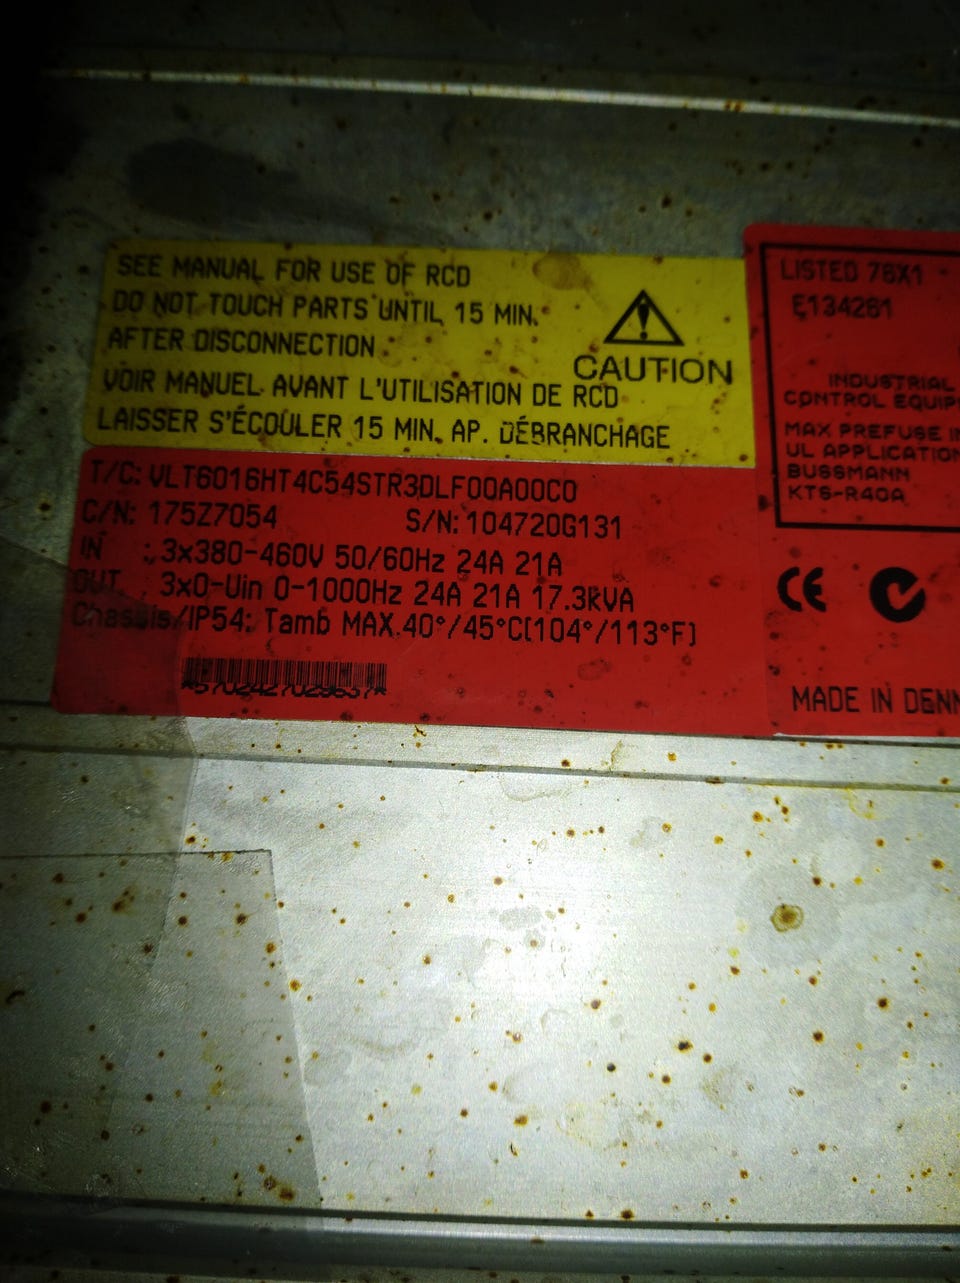 SEE MANUAL FOR USE OF RCD
DO NOT TOUCH PARTS UNTIL 15 MIN.
AFTER DISCONNECTION
CAUTION
VOIR MANUEL AVANT L'UTILISATION DE RCD
LAISSER S'ÉCOULER 15 MIN. AP. DÉBRANCHAGE
T/C: VLT6016HT4C54STR3DLF00A00C0
C/N: 175Z7054 S/N: 104720G131
IN : 3x380-460V 50/60Hz 24A 21A
OUT : 3x0-Uin 0-1000Hz 24A 21A 17.3kVA
Chassis/IP54: Tamb MAX.40°/45°C(104°/113°F)
LISTED 76X1
E134261
INDUSTRIAL
CONTROL EQUIP
MAX PREFUSE I
UL APPLICATION
BUSSMANN
KTS-R40A
CE
MADE IN DENM